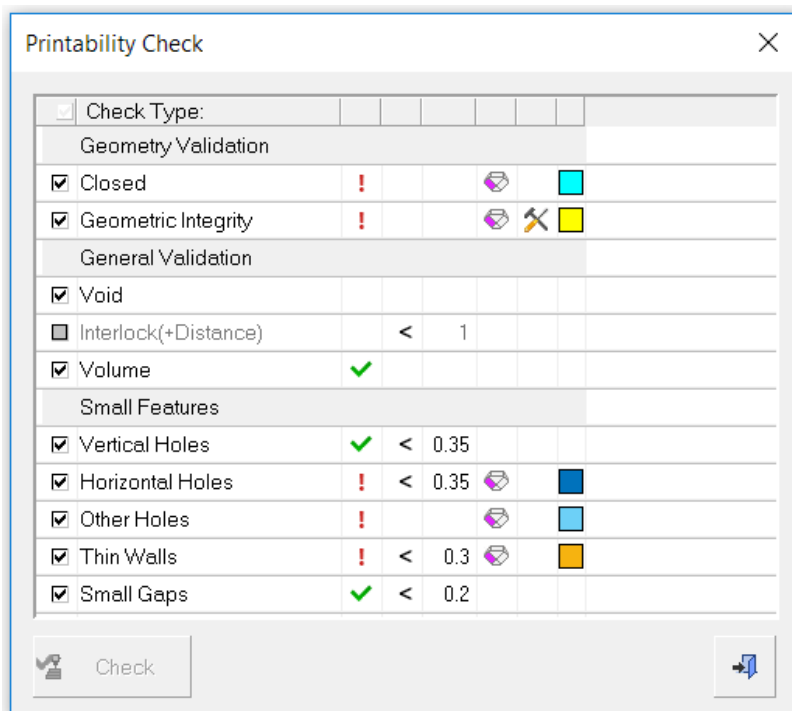 Printability Check
Check Type:
Geometry Validation
Closed !
Geometric Integrity !
General Validation
Void
Interlock(+Distance) < 1
Volume
Small Features
Vertical Holes < 0.35
Horizontal Holes ! < 0.35
Other Holes !
Thin Walls ! < 0.3
Small Gaps < 0.2
Check